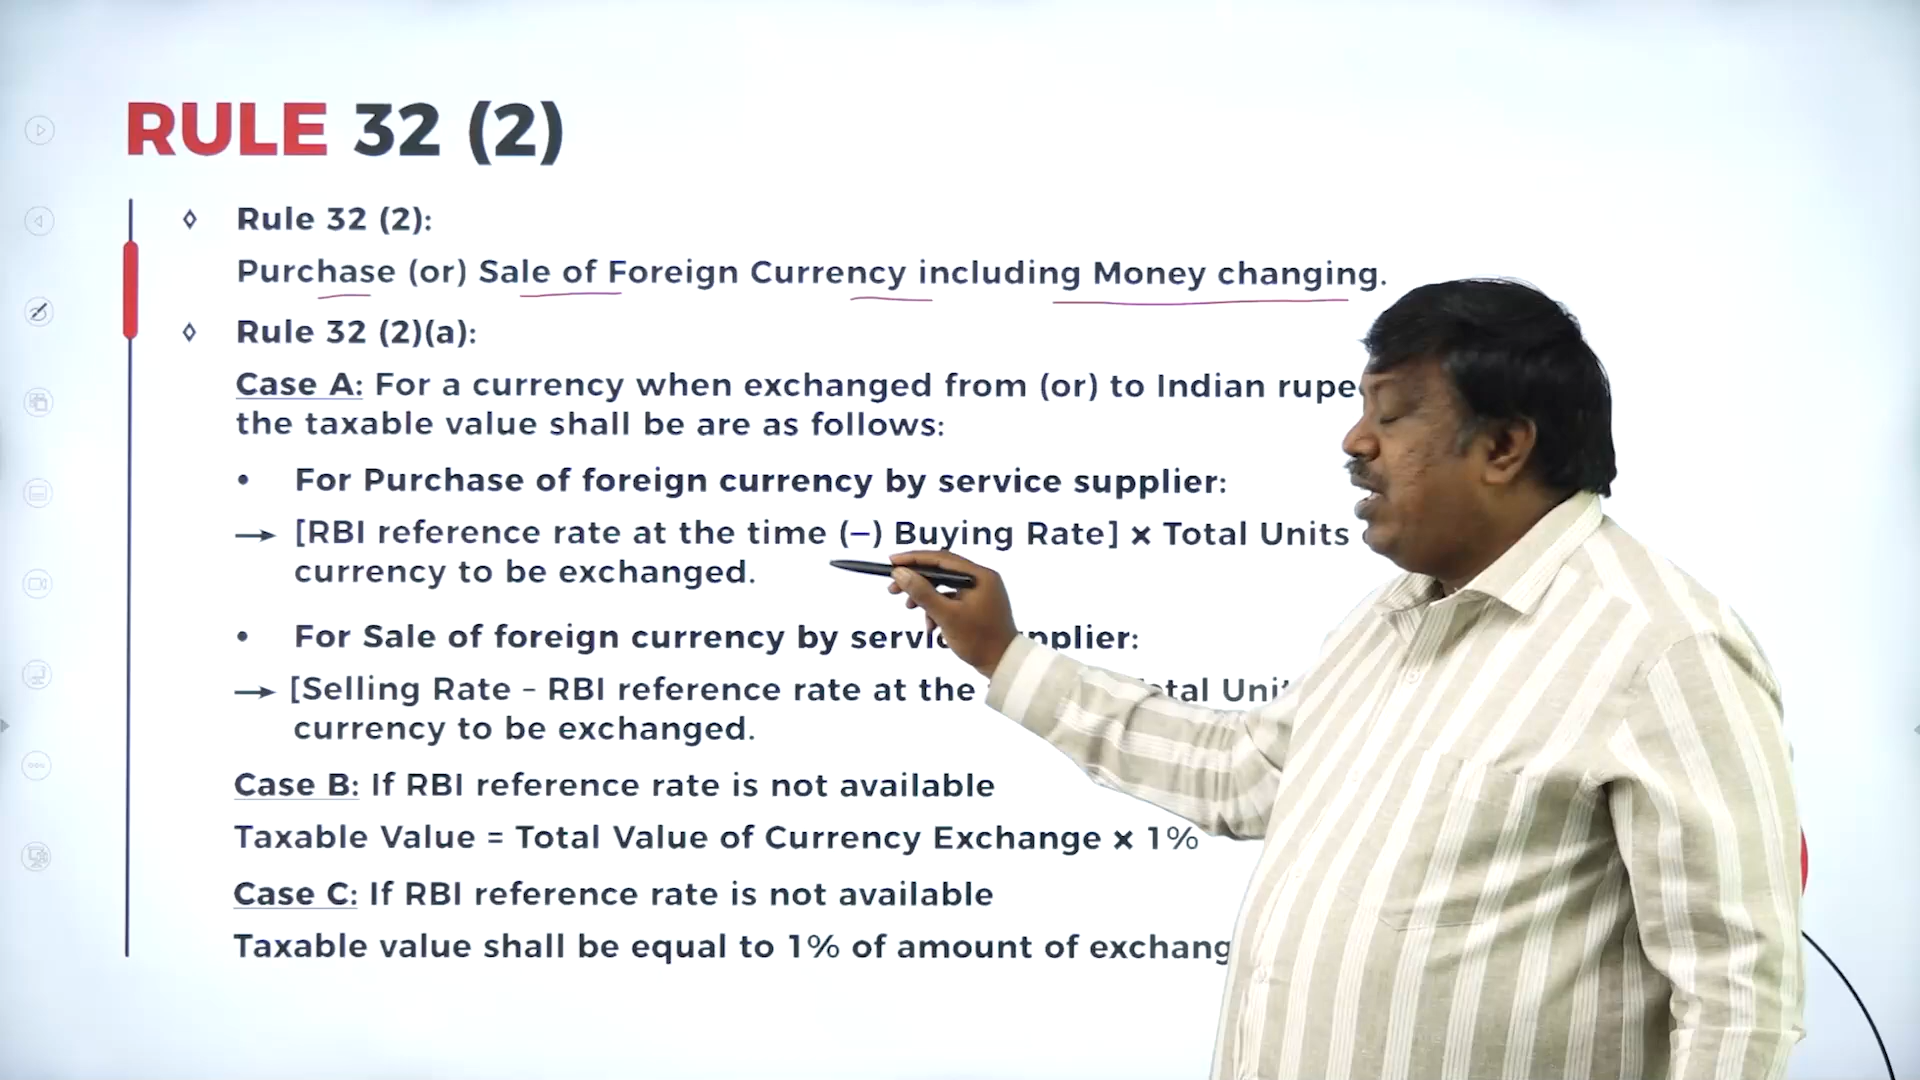 RULE 32 (2)
◊ Rule 32 (2):
Purchase (or) Sale of Foreign Currency including Money changing.
◊ Rule 32 (2)(a):
Case A: For a currency when exchanged from (or) to Indian
the taxable value shall be are as follows:
• For Purchase of foreign currency by service supplier:
→ [RBI reference rate at the time (–) Buying Rate] × Total Units
currency to be exchanged.
• For Sale of foreign currency by
→ [Selling Rate – RBI reference rate at the
currency to be exchanged.
Case B: If RBI reference rate is not available
Taxable Value = Total Value of Currency Exchange × 1%
Case C: If RBI reference rate is not available
Taxable value shall be equal to 1% of amount of